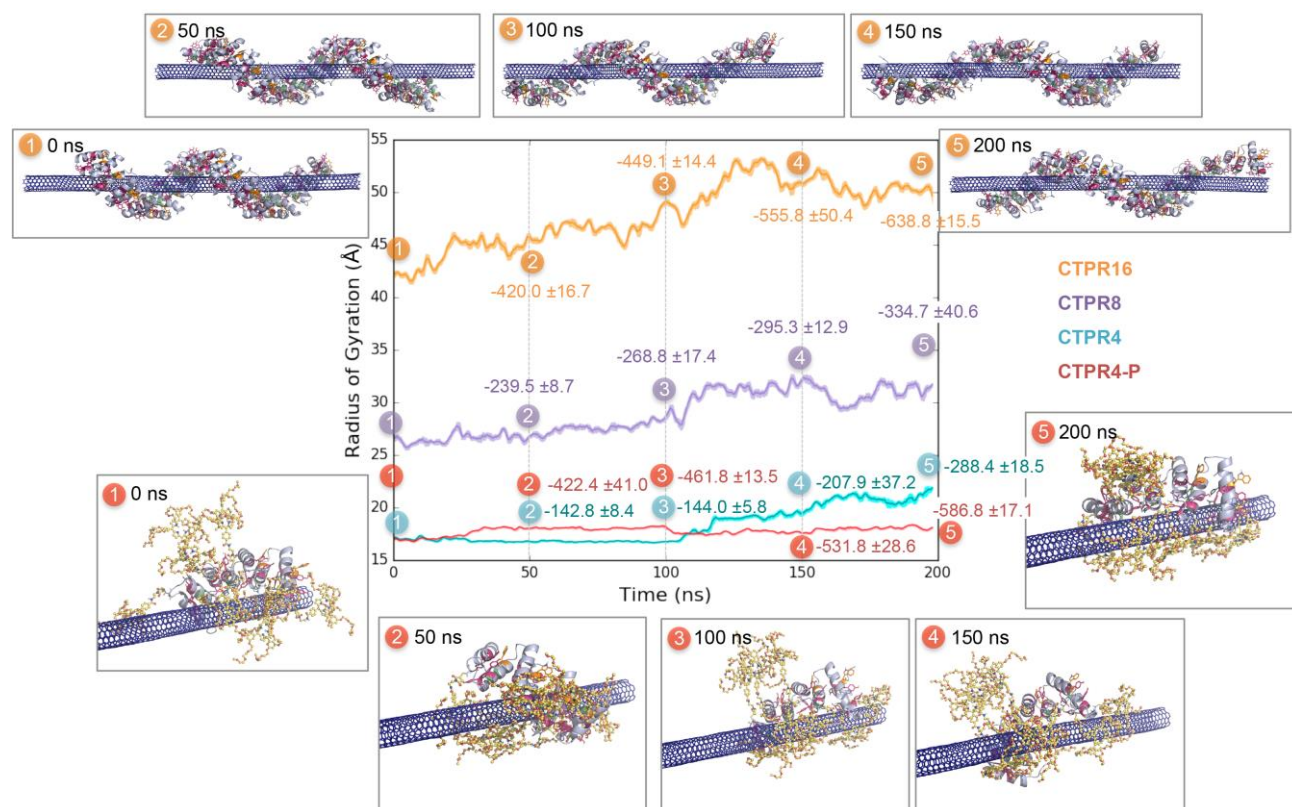 2 50 ns
3 100 ns
4 150 ns
1 0 ns
5 200 ns
55
50
45
40
35
30
25
20
15
Radius of Gyration (Å)
0
50
100
150
200
Time (ns)
1
2
-420.0 ±16.7
3
-449.1 ±14.4
4
-555.8 ±50.4
5
-638.8 ±15.5
1
2
-239.5 ±8.7
3
-268.8 ±17.4
4
-295.3 ±12.9
5
-334.7 ±40.6
1
2 -422.4 ±41.0
3 -461.8 ±13.5
4 -531.8 ±28.6
5
-586.8 ±17.1
1
2 -142.8 ±8.4
3 -144.0 ±5.8
4 -207.9 ±37.2
5 -288.4 ±18.5
CTPR16
CTPR8
CTPR4
CTPR4-P
1 0 ns
5 200 ns
2 50 ns
3 100 ns
4 150 ns